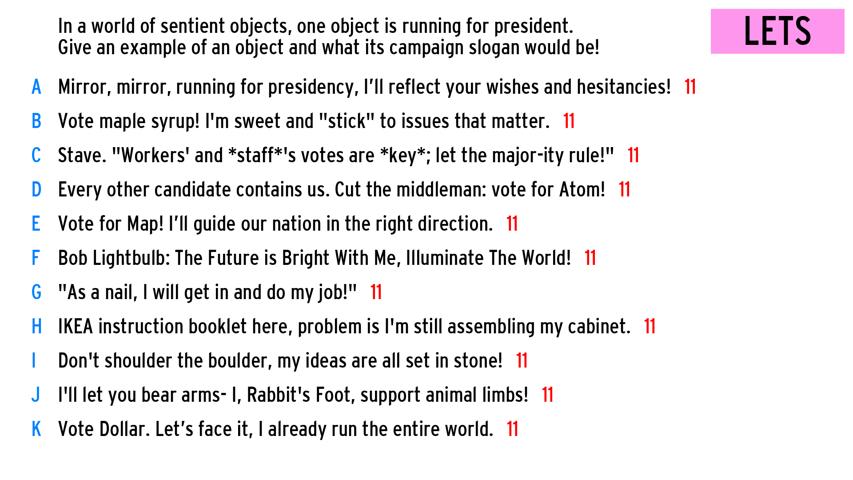 In a world of sentient objects, one object is running for president.
Give an example of an object and what its campaign slogan would be!
LETS
A Mirror, mirror, running for presidency, I’ll reflect your wishes and hesitancies! 11
B Vote maple syrup! I'm sweet and "stick" to issues that matter. 11
C Stave. "Workers' and *staff*'s votes are *key*; let the major-ity rule!" 11
D Every other candidate contains us. Cut the middleman: vote for Atom! 11
E Vote for Map! I’ll guide our nation in the right direction. 11
F Bob Lightbulb: The Future is Bright With Me, Illuminate The World! 11
G "As a nail, I will get in and do my job!" 11
H IKEA instruction booklet here, problem is I'm still assembling my cabinet. 11
I Don't shoulder the boulder, my ideas are all set in stone! 11
J I'll let you bear arms- I, Rabbit's Foot, support animal limbs! 11
K Vote Dollar. Let’s face it, I already run the entire world. 11